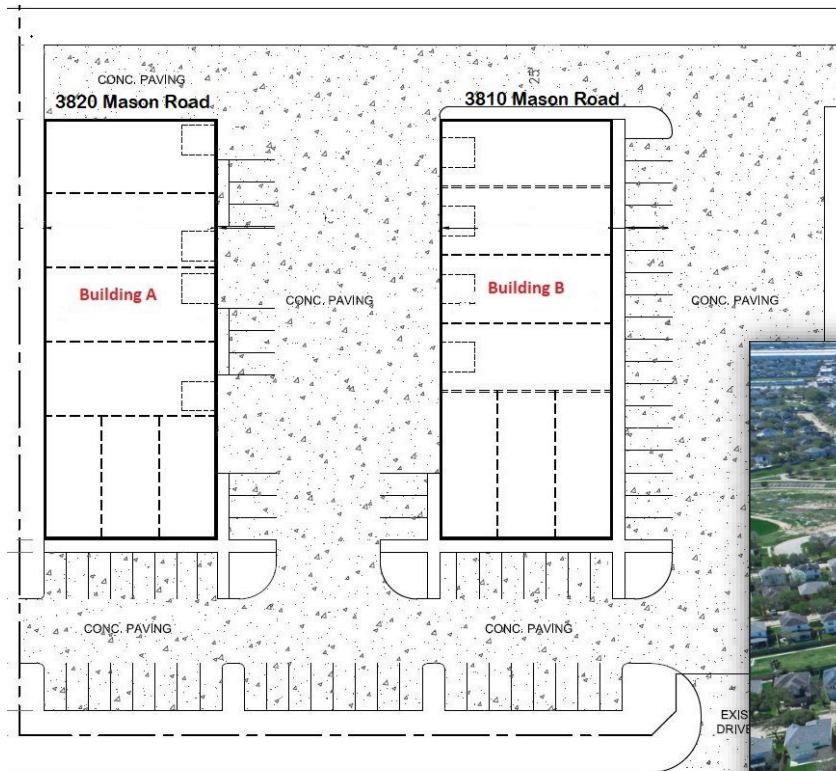 CONC. PAVING
25'
3820 Mason Road
3810 Mason Road
Building A
Building B
CONC. PAVING
CONC. PAVING
CONC. PAVING
CONC. PAVING
EXIS
DRIVE